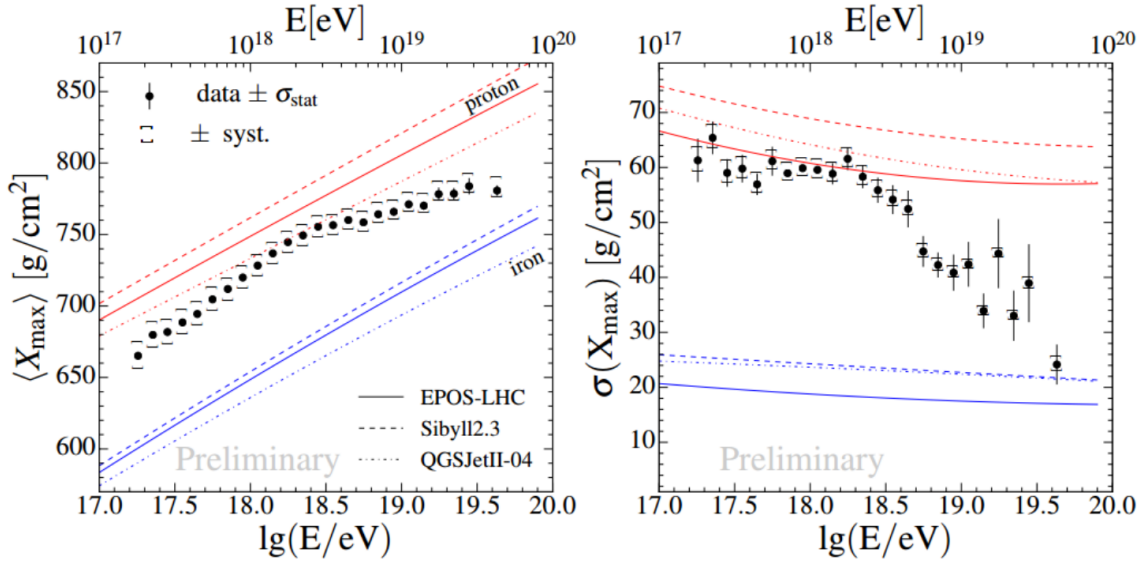 E[eV]
10^17 10^18 10^19 10^20
⟨X_max⟩ [g/cm^2]
850
800
750
700
650
600
data ± σ_stat
± syst.
proton
iron
EPOS-LHC
Sibyll2.3
QGSJetII-04
Preliminary
17.0 17.5 18.0 18.5 19.0 19.5 20.0
lg(E/eV)
E[eV]
10^17 10^18 10^19 10^20
σ(X_max) [g/cm^2]
70
60
50
40
30
20
10
Preliminary
17.0 17.5 18.0 18.5 19.0 19.5 20.0
lg(E/eV)